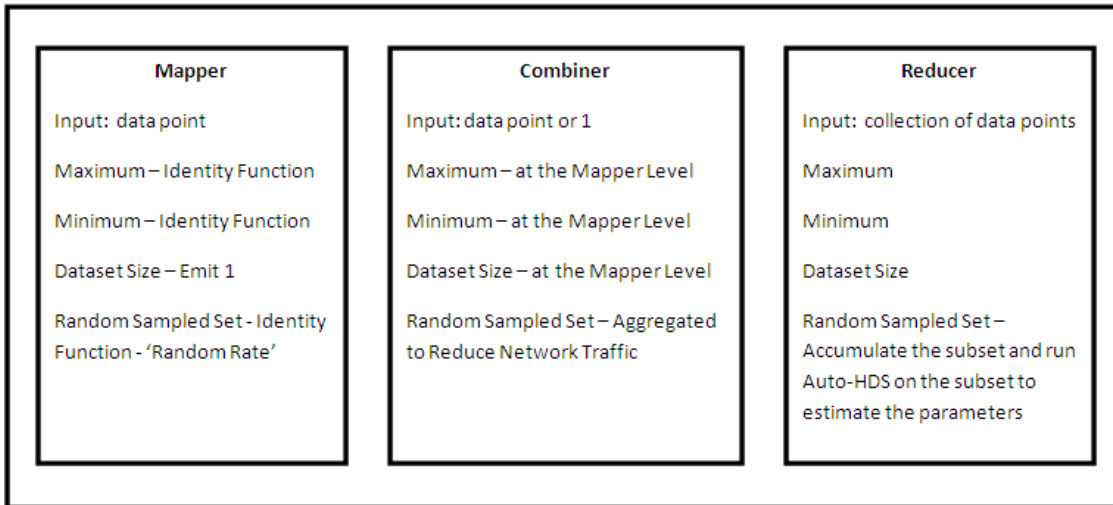 Mapper
Input: data point
Maximum – Identity Function
Minimum – Identity Function
Dataset Size – Emit 1
Random Sampled Set - Identity
Function - ‘Random Rate’
Combiner
Input: data point or 1
Maximum – at the Mapper Level
Minimum – at the Mapper Level
Dataset Size – at the Mapper Level
Random Sampled Set – Aggregated
to Reduce Network Traffic
Reducer
Input: collection of data points
Maximum
Minimum
Dataset Size
Random Sampled Set –
Accumulate the subset and run
Auto-HDS on the subset to
estimate the parameters